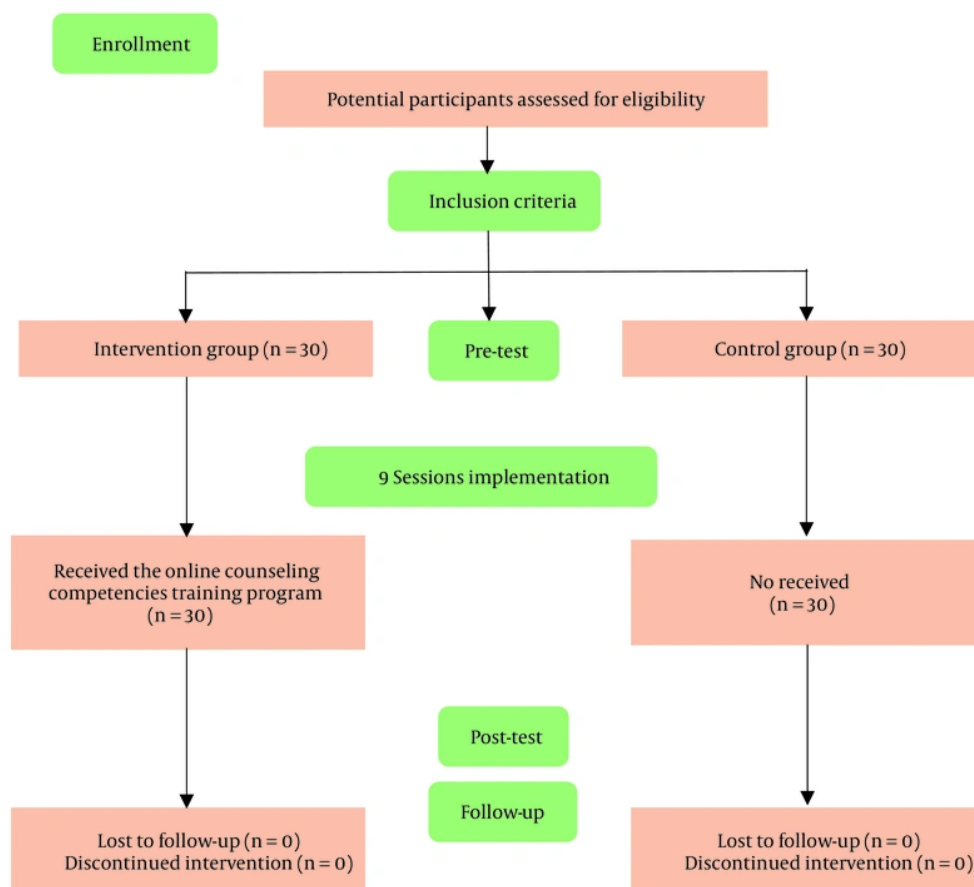 Enrollment
Potential participants assessed for eligibility
Inclusion criteria
Intervention group (n = 30)
Pre-test
Control group (n = 30)
9 Sessions implementation
Received the online counseling
competencies training program
(n = 30)
No received
(n = 30)
Post-test
Follow-up
Lost to follow-up (n = 0)
Discontinued intervention (n = 0)
Lost to follow-up (n = 0)
Discontinued intervention (n = 0)